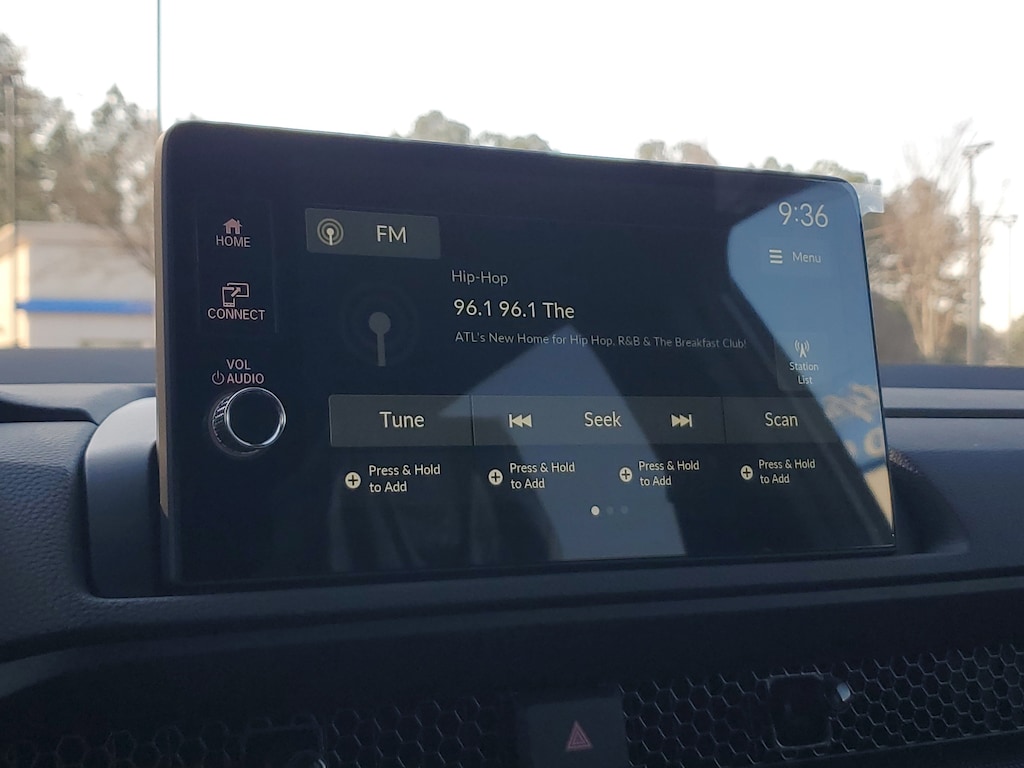 9:36
HOME
FM
Menu
Hip-Hop
CONNECT
96.1 96.1 The
ATL's New Home for Hip Hop, R&B & The Breakfast Club!
VOL
AUDIO
Station
List
Tune
Seek
Scan
Press & Hold
to Add
Press & Hold
to Add
Press & Hold
to Add
Press & Hold
to Add